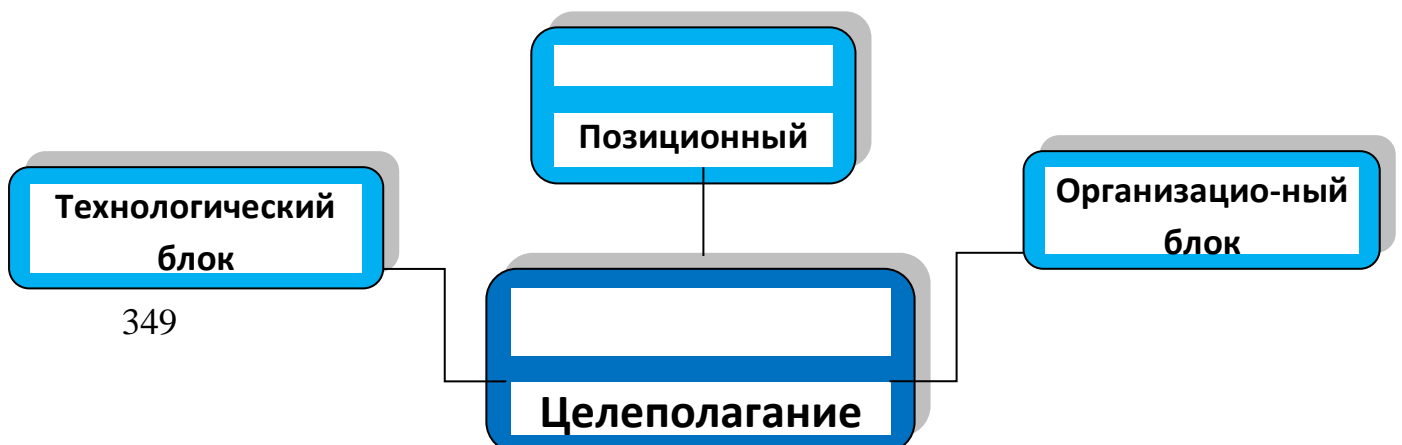 Позиционный
Технологический
блок
Организацио-ный
блок
349
Целеполагание